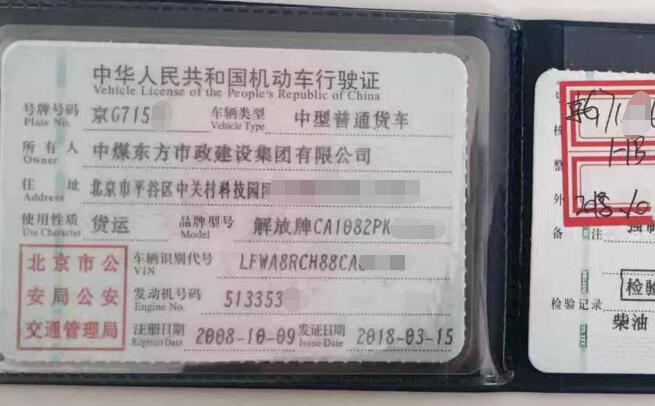 中华人民共和国机动车行驶证
Vehicle License of the People's Republic of China
号牌号码 京G715 车辆类型 中型普通货车
Plate No. Vehicle Type
所有人 中煤东方市政建设集团有限公司
Owner
住址 北京市平谷区中关村科技园
Address
使用性质 货运 品牌型号 解放牌CA1082PK
Use Character Model
北京市公
安局公安
交通管理局
车辆识别代号 LFWA8RCH88CA
VIN
发动机号码 513353
Engine No.
注册日期 2008-10-09 发证日期 2018-03-15
Register Date Issue Date
核
整
外
备注
检验
检验记录
柴油